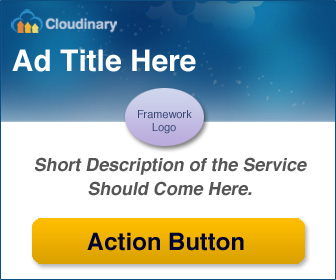 Cloudinary
Ad Title Here
Framework
Logo
Short Description of the Service
Should Come Here.
Action Button